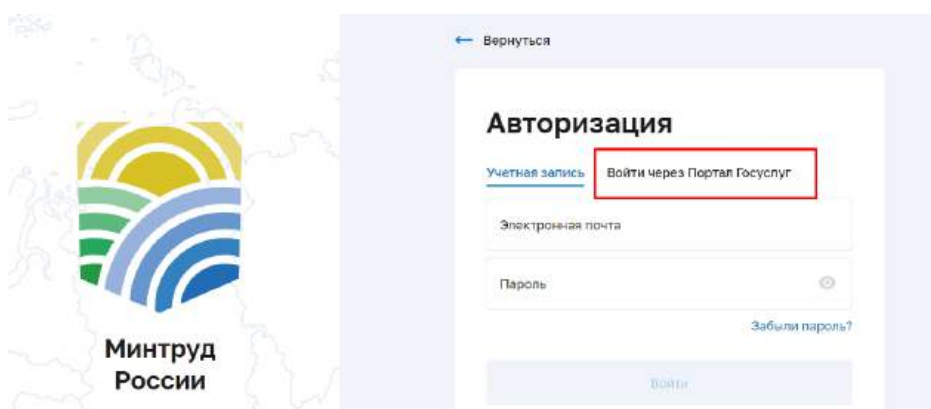 Вернуться
Авторизация
Учетная запись Войти через Портал Госуслуг
Электронная почта
Пароль
Забыли пароль?
Войти
Минтруд
России